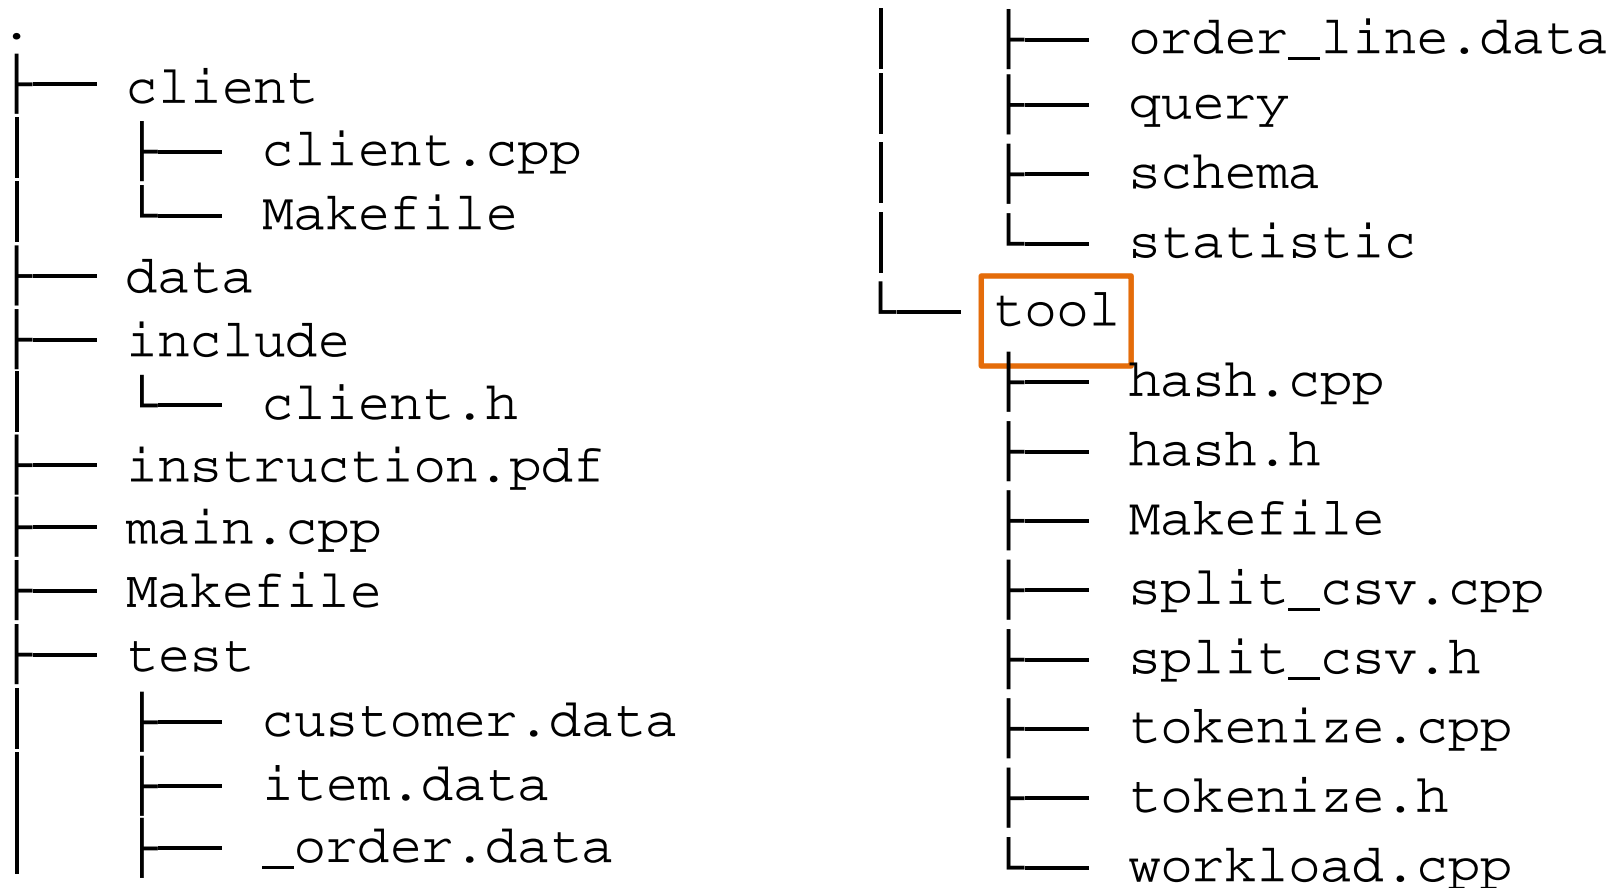 .
client
client.cpp
Makefile
data
include
client.h
instruction.pdf
main.cpp
Makefile
test
customer.data
item.data
_order.data
order_line.data
query
schema
statistic
tool
hash.cpp
hash.h
Makefile
split_csv.cpp
split_csv.h
tokenize.cpp
tokenize.h
workload.cpp